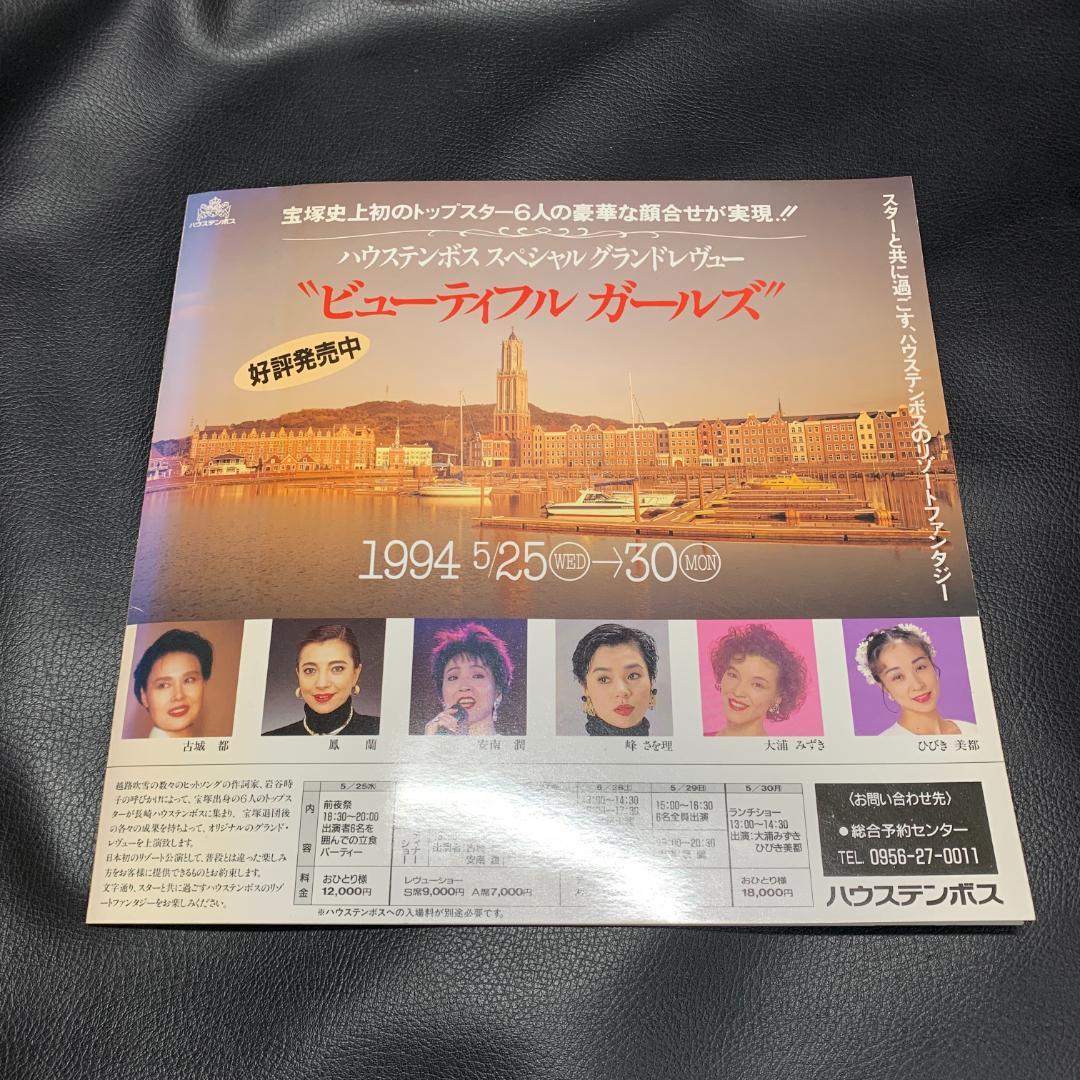 ハウステンボス
宝塚史上初のトップスター6人の豪華な顔合せが実現!!
ハウステンボス スペシャル グランドレヴュー
"ビューティフル ガールズ"
好評発売中
スターと共に過ごす、ハウステンボスのリゾートファンタジー
1994 5/25 WED→30 MON
古城 都
鳳 蘭
安南 潤
峰 さを理
大浦 みずき
ひびき 美都
越路吹雪の数々のヒットソングの作詞家、岩谷時
子の呼びかけによって、宝塚出身の6人のトップス
ターが長崎ハウステンボスに集まり、宝塚退団後
の各々の成果を持ちよって、オリジナルのグランド・
レヴューを上演致します。
日本初のリゾート公演として、普段とは違った楽しみ
方をお客様に提供できるものとお約束します。
文字通り、スターと共に過ごすハウステンボスのリゾ
ートファンタジーをお楽しみください。
内容
料金
5/25㈬
前夜祭
18:30〜20:00
出演者6名を
囲んでの立食
パーティー
おひとり様
12,000円
レヴューショー
S席9,000円 A席7,000円
5/28㈯
13:00〜14:30
5/29㈰
15:00〜16:30
6名全員出演
5/30㈪
ランチショー
13:00〜14:30
出演:大浦みずき
ひびき美都
おひとり様
18,000円
※ハウステンボスへの入場料が別途必要です。
〈お問い合わせ先〉
●総合予約センター
TEL. 0956-27-0011
ハウステンボス